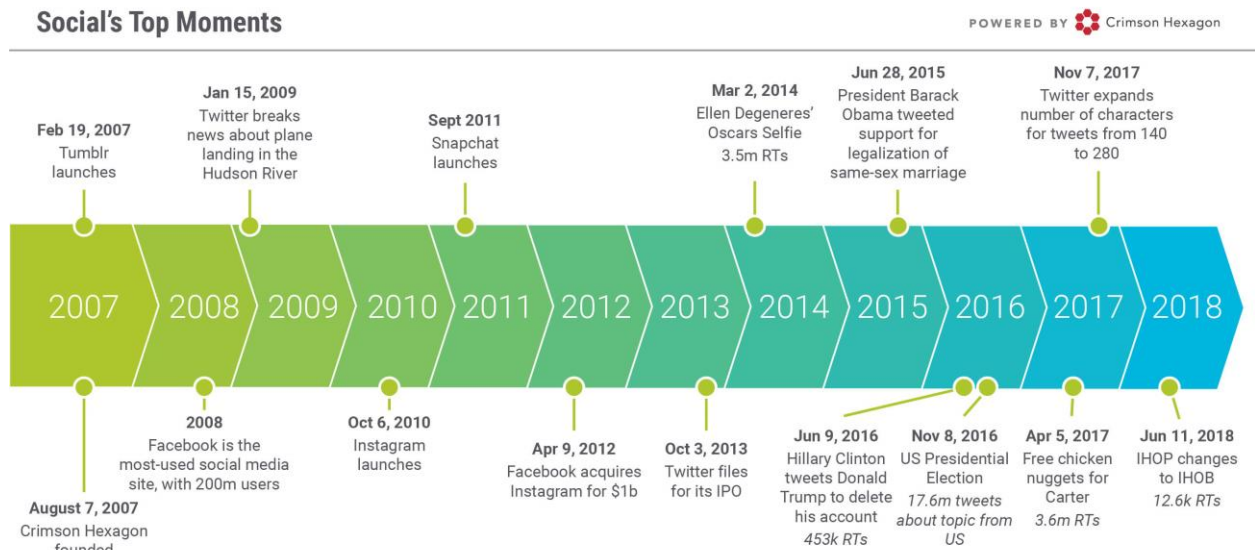 Social's Top Moments
POWERED BY Crimson Hexagon
Feb 19, 2007
Tumblr
launches
Jan 15, 2009
Twitter breaks
news about plane
landing in the
Hudson River
Sept 2011
Snapchat
launches
Mar 2, 2014
Ellen Degeneres'
Oscars Selfie
3.5m RTs
Jun 28, 2015
President Barack
Obama tweeted
support for
legalization of
same-sex marriage
Nov 7, 2017
Twitter expands
number of characters
for tweets from 140
to 280
2007 2008 2009 2010 2011 2012 2013 2014 2015 2016 2017 2018
August 7, 2007
Crimson Hexagon
founded
2008
Facebook is the
most-used social media
site, with 200m users
Oct 6, 2010
Instagram
launches
Apr 9, 2012
Facebook acquires
Instagram for $1b
Oct 3, 2013
Twitter files
for its IPO
Jun 9, 2016
Hillary Clinton
tweets Donald
Trump to delete
his account
453k RTs
Nov 8, 2016
US Presidential
Election
17.6m tweets
about topic from
US
Apr 5, 2017
Free chicken
nuggets for
Carter
3.6m RTs
Jun 11, 2018
IHOP changes
to IHOB
12.6k RTs